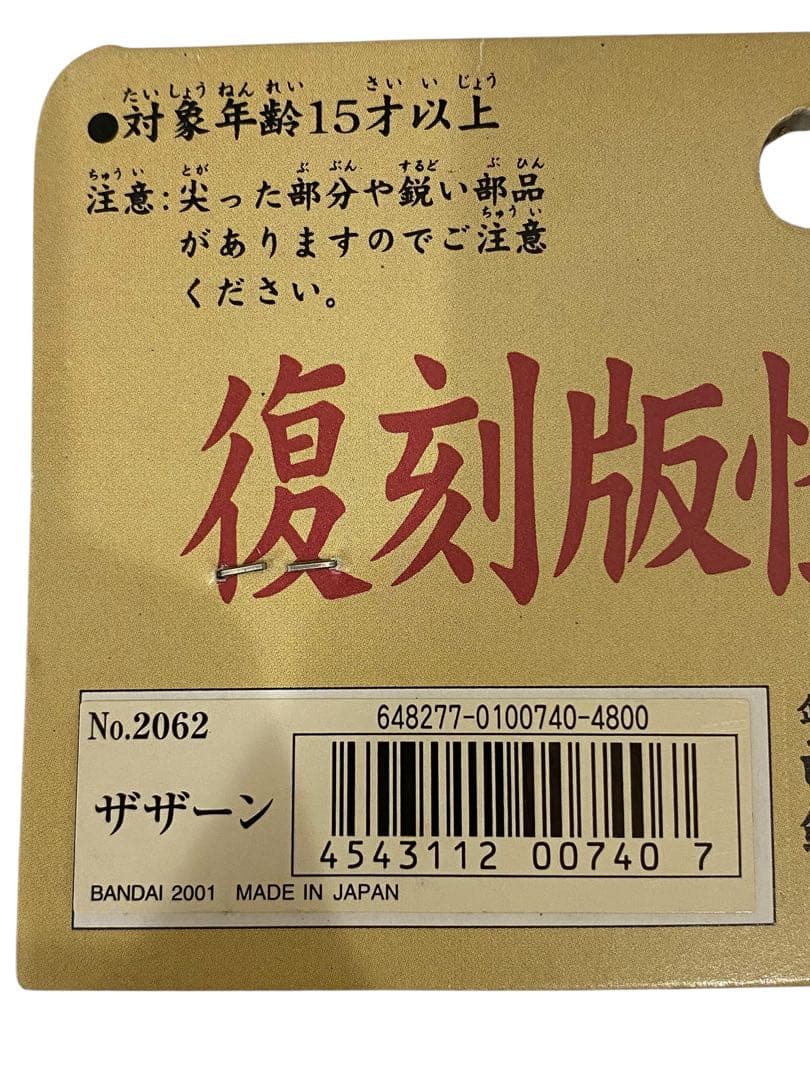 ●対象年齢15才以上
注意:尖った部分や鋭い部品
がありますのでご注意
ください。
復刻版
No.2062
648277-0100740-4800
ザザーン
4543112 00740 7
BANDAI 2001 MADE IN JAPAN